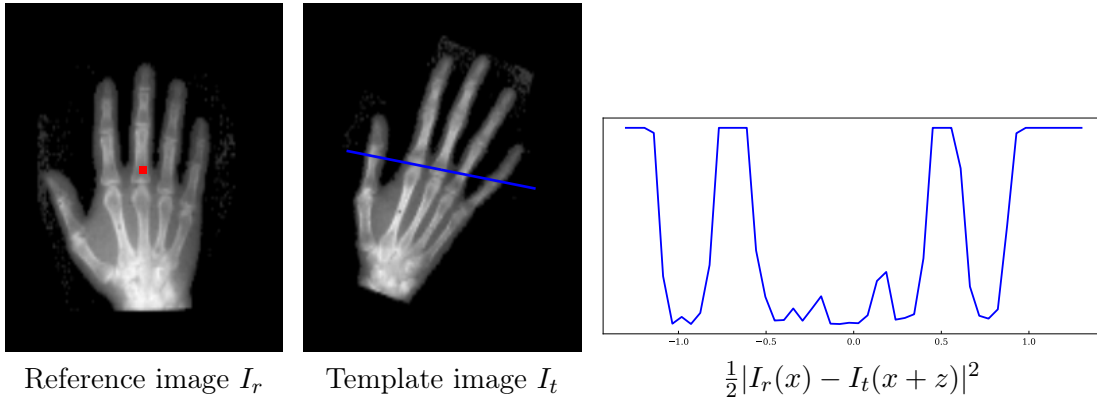 −1.0 −0.5 0.0 0.5 1.0
Reference image I_r
Template image I_t
½|I_r(x) − I_t(x + z)|²